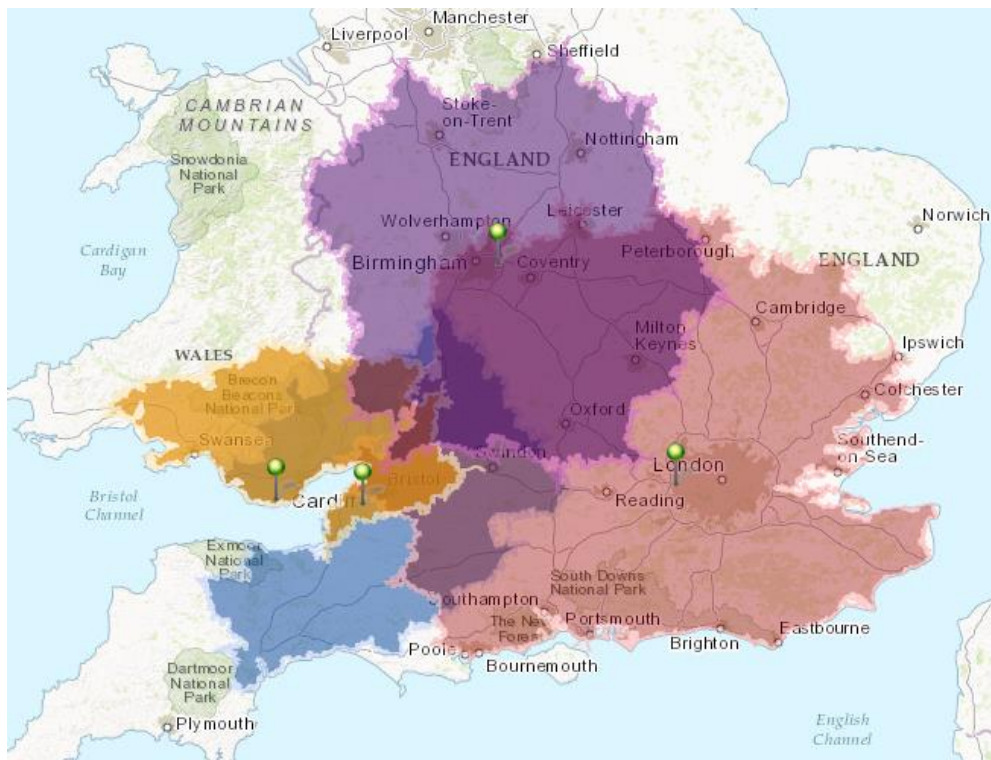 Manchester
Liverpool
Sheffield
CAMBRIAN
MOUNTAINS
Stoke-
on-Trent
Nottingham
ENGLAND
Snowdonia
National
Park
Wolverhampton
Leicester
Norwich
Cardigan
Bay
Birmingham
Coventry
Peterborough
ENGLAND
Cambridge
Milton
Keynes
Ipswich
WALES
Brecon
Beacons
National Park
Colchester
Oxford
Swansea
Southend-
on-Sea
Swindon
London
Bristol
Channel
Cardiff
Bristol
Reading
Exmoor
National
Park
South Downs
National Park
Southampton
The New
Forest
Portsmouth
Eastbourne
Brighton
Poole
Bournemouth
Dartmoor
National
Park
Plymouth
English
Channel